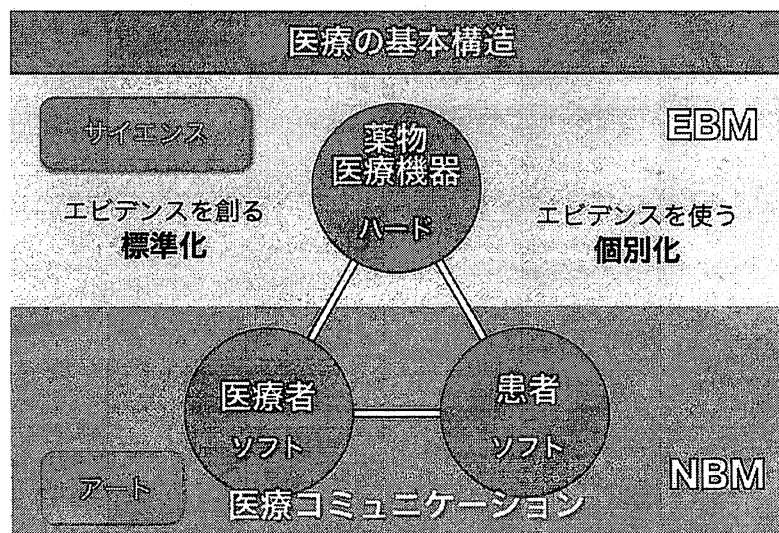 医療の基本構造
サイエンス
EBM
薬物
医療機器
ハード
エビデンスを創る
標準化
エビデンスを使う
個別化
医療者
ソフト
患者
ソフト
アート
NBM
医療コミュニケーション